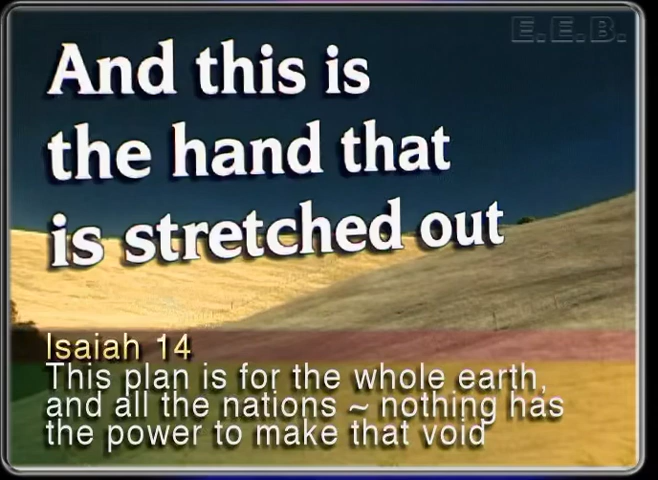 E.E.B.
And this is
the hand that
is stretched out
Isaiah 14
This plan is for the whole earth,
and all the nations ~ nothing has
the power to make that void